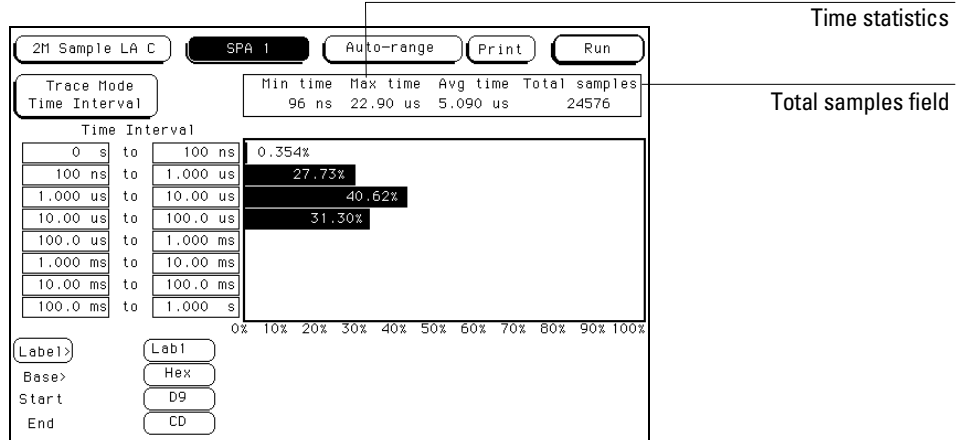 Time statistics
2M Sample LA C SPA 1 Auto-range Print Run
Trace Mode
Time Interval
Min time Max time Avg time Total samples
96 ns 22.90 us 5.090 us 24576
Total samples field
Time Interval
0 s to 100 ns 0.354%
100 ns to 1.000 us 27.73%
1.000 us to 10.00 us 40.62%
10.00 us to 100.0 us 31.30%
100.0 us to 1.000 ms
1.000 ms to 10.00 ms
10.00 ms to 100.0 ms
100.0 ms to 1.000 s
0% 10% 20% 30% 40% 50% 60% 70% 80% 90% 100%
Label> Lab1
Base> Hex
Start D9
End CD